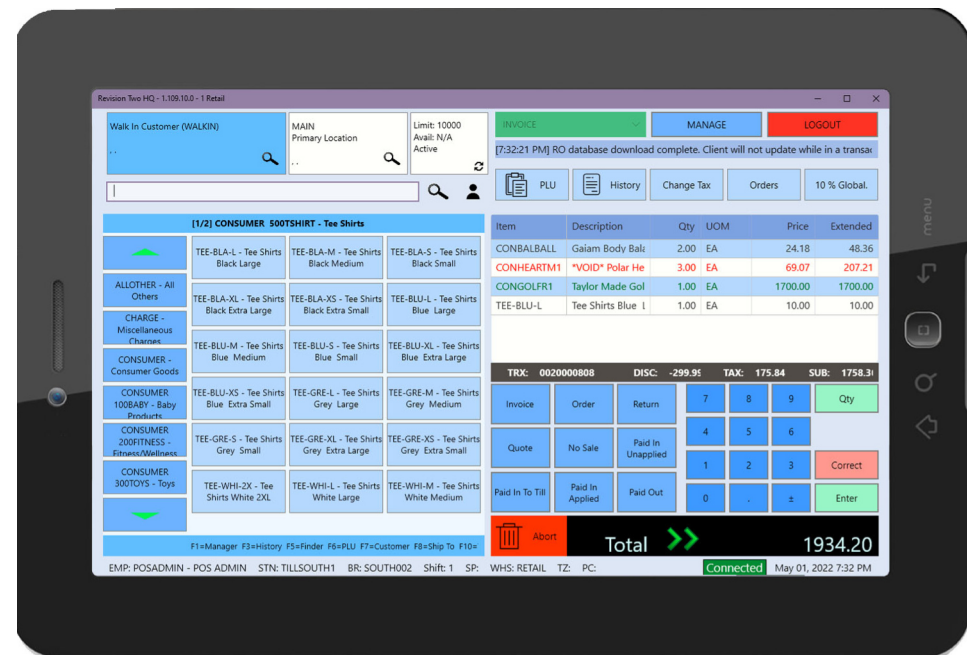 Revision Two HQ - 1.109.10.0 - 1 Retail
Walk In Customer (WALKIN)
. .
MAIN
Primary Location
. .
Limit: 10000
Avail: N/A
Active
INVOICE
MANAGE
LOGOUT
[7:32:21 PM] RO database download complete. Client will not update while in a transac
PLU
History
Change Tax
Orders
10 % Global.
[1/2] CONSUMER 500TSHIRT - Tee Shirts
ALLOTHER - All
Others
CHARGE -
Miscellaneous
Charges
CONSUMER -
Consumer Goods
CONSUMER
100BABY - Baby
Products
CONSUMER
200FITNESS -
Fitness/Wellness
CONSUMER
300TOYS - Toys
TEE-BLA-L - Tee Shirts
Black Large
TEE-BLA-M - Tee Shirts
Black Medium
TEE-BLA-S - Tee Shirts
Black Small
TEE-BLA-XL - Tee Shirts
Black Extra Large
TEE-BLA-XS - Tee Shirts
Black Extra Small
TEE-BLU-L - Tee Shirts
Blue Large
TEE-BLU-M - Tee Shirts
Blue Medium
TEE-BLU-S - Tee Shirts
Blue Small
TEE-BLU-XL - Tee Shirts
Blue Extra Large
TEE-BLU-XS - Tee Shirts
Blue Extra Small
TEE-GRE-L - Tee Shirts
Grey Large
TEE-GRE-M - Tee Shirts
Grey Medium
TEE-GRE-S - Tee Shirts
Grey Small
TEE-GRE-XL - Tee Shirts
Grey Extra Large
TEE-GRE-XS - Tee Shirts
Grey Extra Small
TEE-WHI-2X - Tee
Shirts White 2XL
TEE-WHI-L - Tee Shirts
White Large
TEE-WHI-M - Tee Shirts
White Medium
F1=Manager F3=History F5=Finder F6=PLU F7=Customer F8=Ship To F10=
Item Description Qty UOM Price Extended
CONBALBALL Gaiam Body Bala 2.00 EA 24.18 48.36
CONHEARTM1 *VOID* Polar He 3.00 EA 69.07 207.21
CONGOLFR1 Taylor Made Gol 1.00 EA 1700.00 1700.00
TEE-BLU-L Tee Shirts Blue L 1.00 EA 10.00 10.00
TRX: 0020000808 DISC: -299.95 TAX: 175.84 SUB: 1758.36
Invoice
Order
Return
7
8
9
Qty
Quote
No Sale
Paid In
Unapplied
4
5
6
1
2
3
Correct
Paid In To Till
Paid In
Applied
Paid Out
0
.
±
Enter
Abort
Total
1934.20
EMP: POSADMIN - POS ADMIN STN: TILLSOUTH1 BR: SOUTH002 Shift: 1 SP: WHS: RETAIL TZ: PC: Connected May 01, 2022 7:32 PM
menu